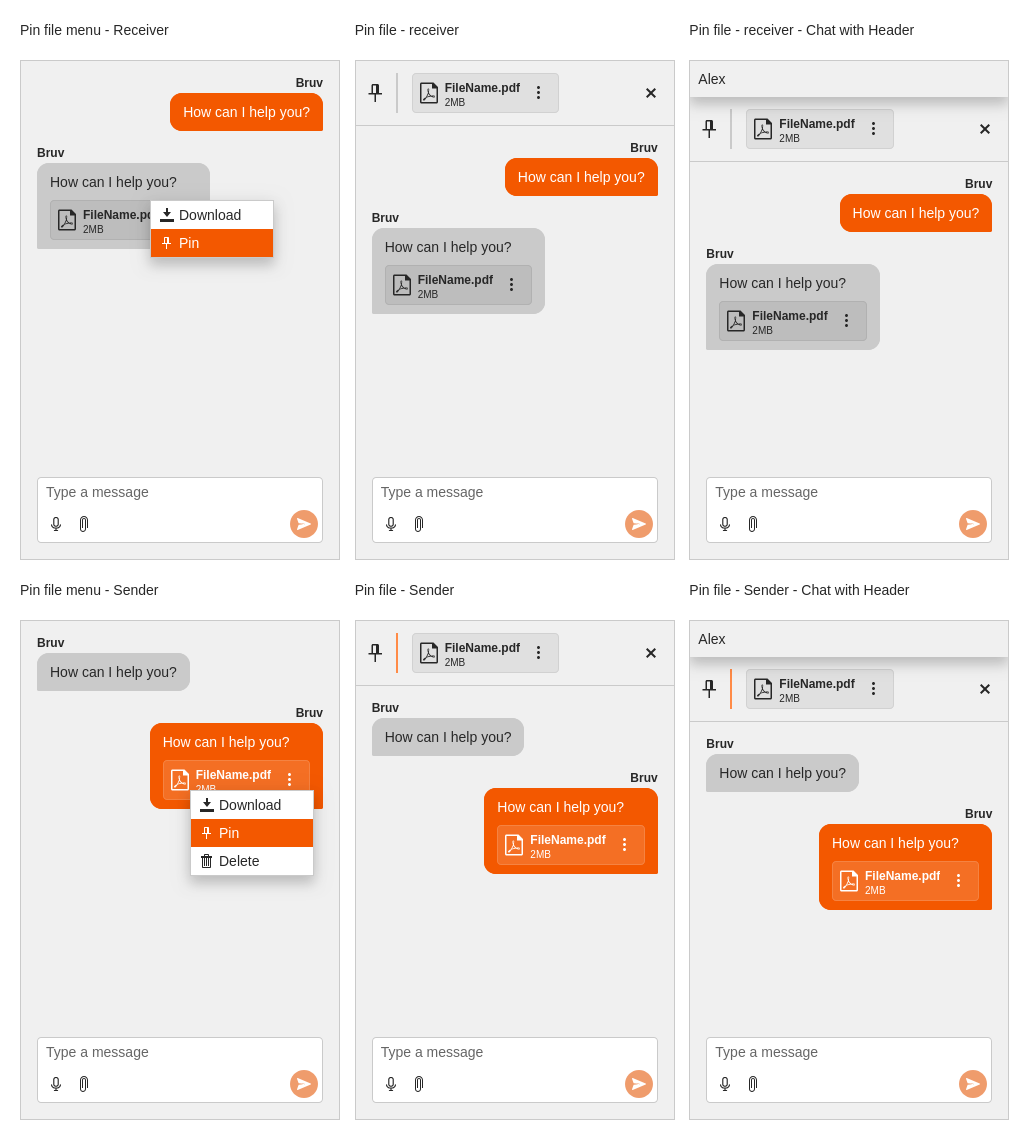 Pin file menu - Receiver
Bruv
How can I help you?
Bruv
How can I help you?
FileName.pd
2MB
Download
Pin
Type a message
Pin file - receiver
FileName.pdf
2MB
Bruv
How can I help you?
Bruv
How can I help you?
FileName.pdf
2MB
Type a message
Pin file - receiver - Chat with Header
Alex
FileName.pdf
2MB
Bruv
How can I help you?
Bruv
How can I help you?
FileName.pdf
2MB
Type a message
Pin file menu - Sender
Bruv
How can I help you?
Bruv
How can I help you?
FileName.pdf
2MB
Download
Pin
Delete
Type a message
Pin file - Sender
FileName.pdf
2MB
Bruv
How can I help you?
Bruv
How can I help you?
FileName.pdf
2MB
Type a message
Pin file - Sender - Chat with Header
Alex
FileName.pdf
2MB
Bruv
How can I help you?
Bruv
How can I help you?
FileName.pdf
2MB
Type a message